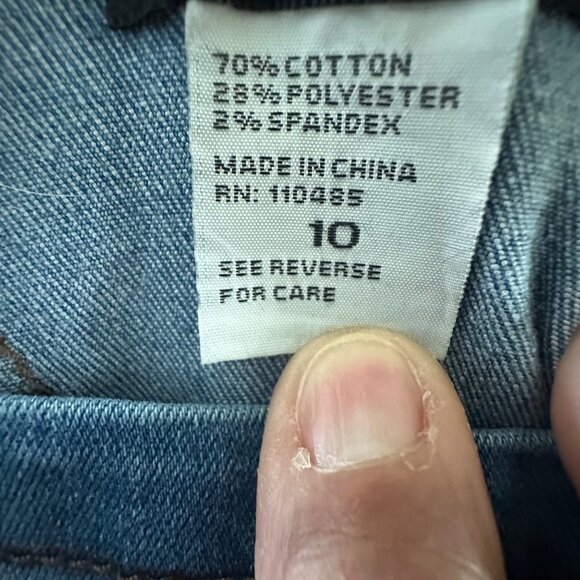 70% COTTON
28% POLYESTER
2% SPANDEX
MADE IN CHINA
RN: 110485
10
SEE REVERSE
FOR CARE